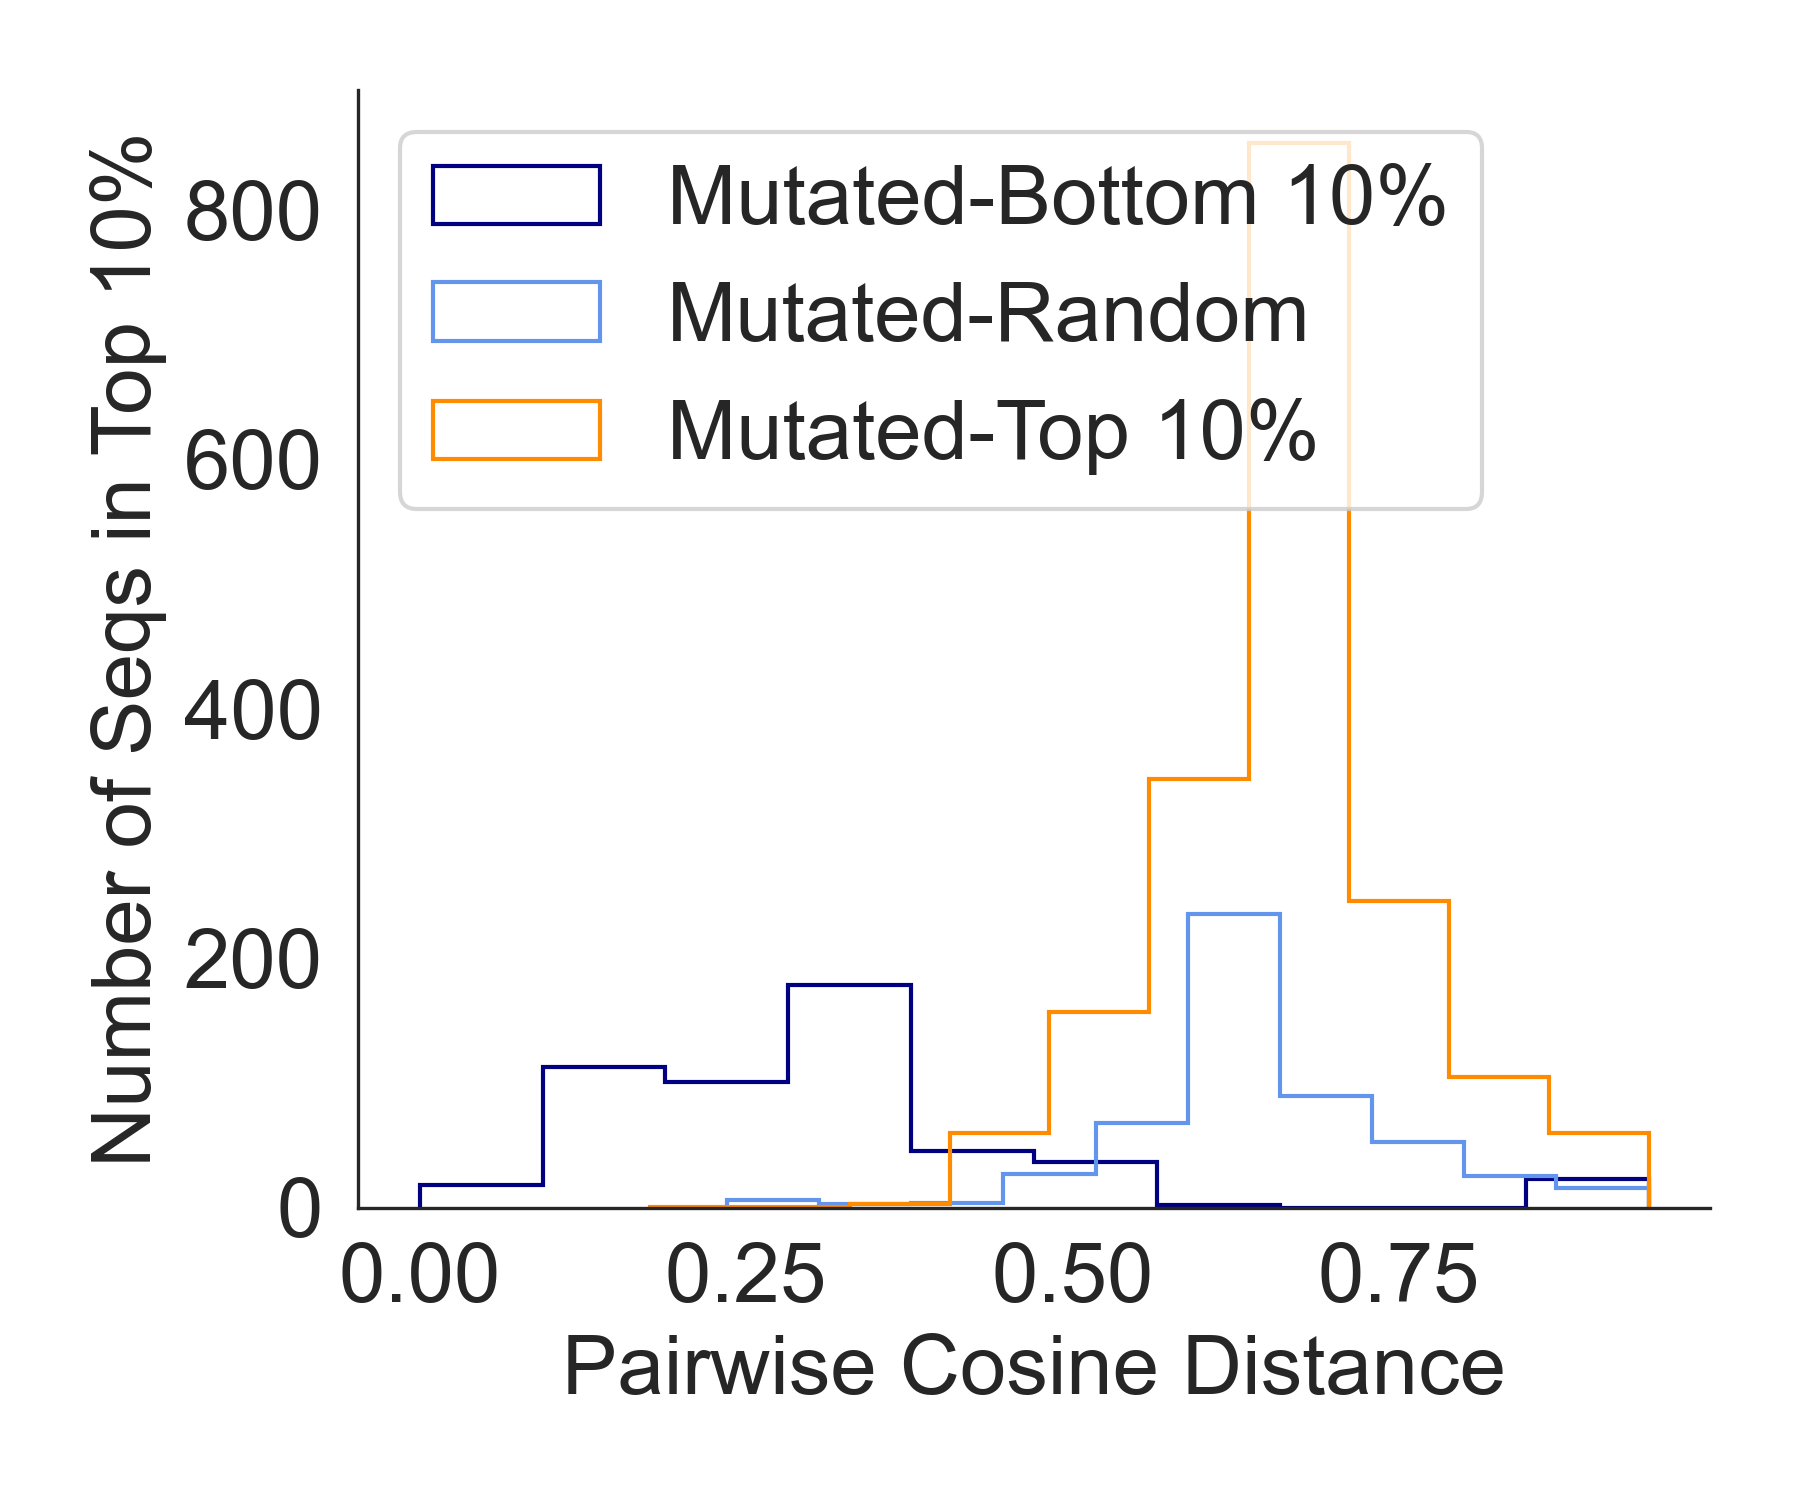 Number of Seqs in Top 10%
800
600
400
200
0
Mutated-Bottom 10%
Mutated-Random
Mutated-Top 10%
0.00 0.25 0.50 0.75
Pairwise Cosine Distance